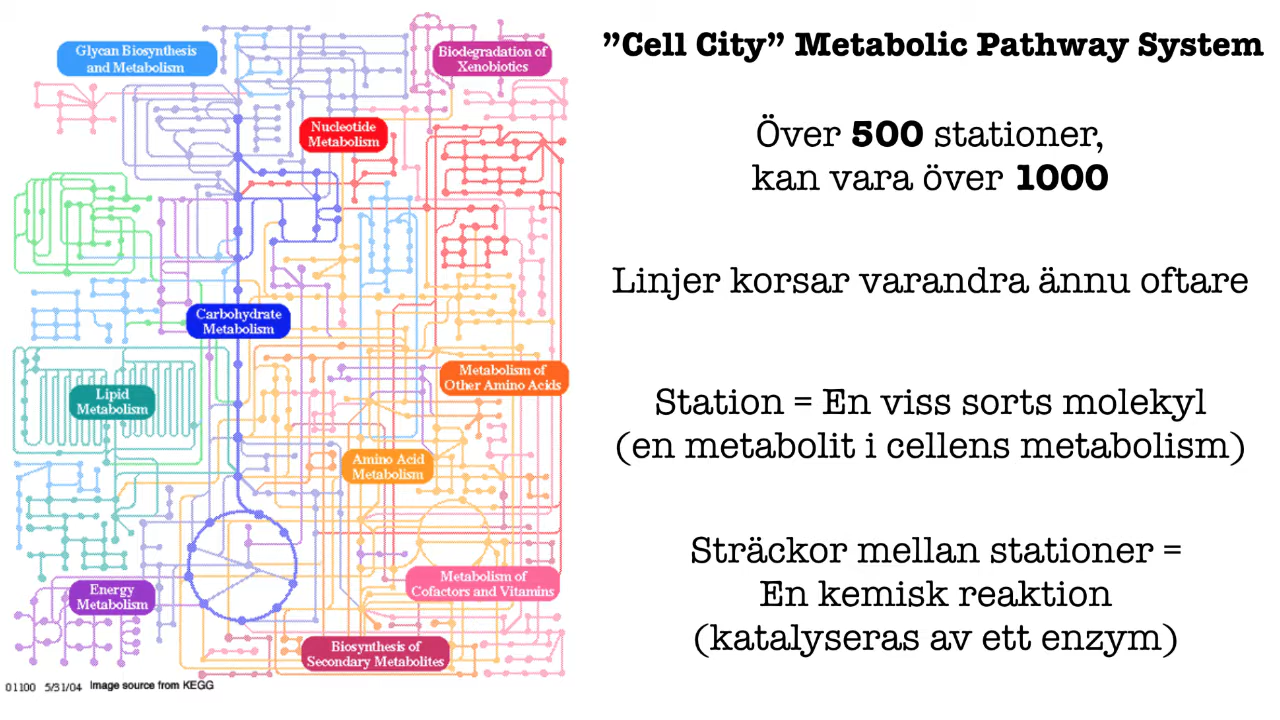 Glycan Biosynthesis
and Metabolism
Biodegradation of
Xenobiotics
Nucleotide
Metabolism
Carbohydrate
Metabolism
Lipid
Metabolism
Metabolism of
Other Amino Acids
Amino Acid
Metabolism
Energy
Metabolism
Metabolism of
Cofactors and Vitamins
Biosynthesis of
Secondary Metabolites
01100 5/31/04 Image source from KEGG
”Cell City” Metabolic Pathway System
Över 500 stationer,
kan vara över 1000
Linjer korsar varandra ännu oftare
Station = En viss sorts molekyl
(en metabolit i cellens metabolism)
Sträckor mellan stationer =
En kemisk reaktion
(katalyseras av ett enzym)